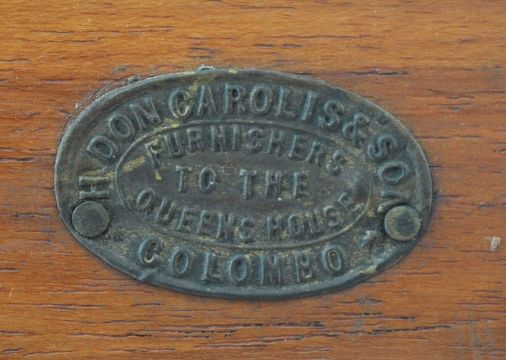 H DON CAROLIS & SON
FURNISHERS
TO THE
QUEENS HOUSE
COLOMBO